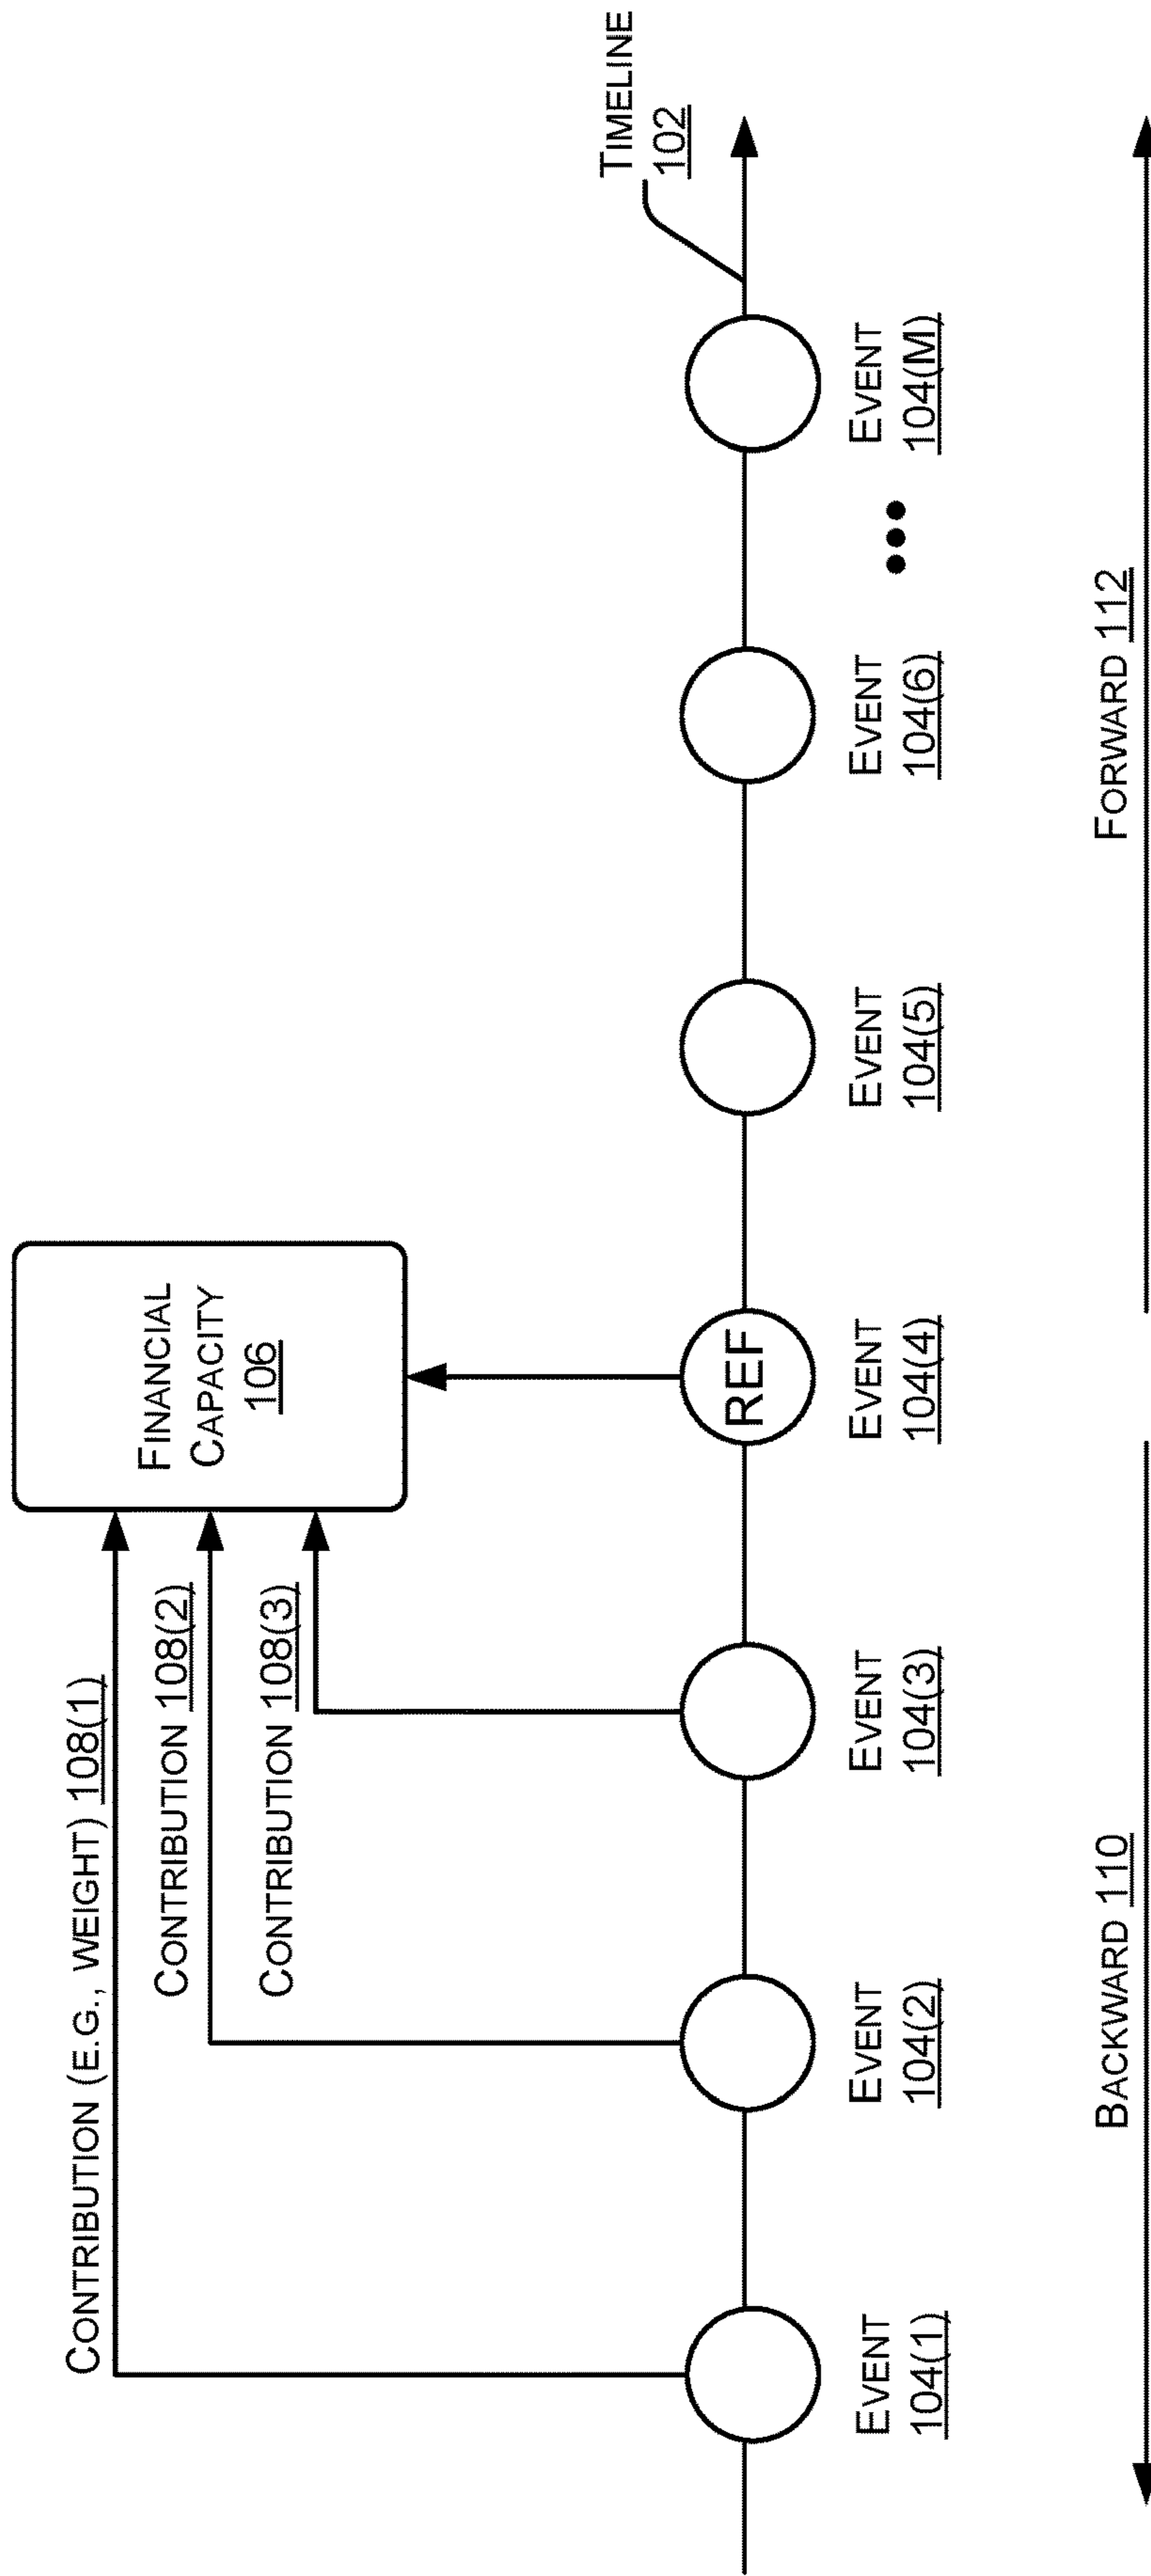 CONTRIBUTION (E.G., WEIGHT) 108(1)
CONTRIBUTION 108(2)
CONTRIBUTION 108(3)
FINANCIAL
CAPACITY
106
TIMELINE
102
REF
EVENT
104(1)
EVENT
104(2)
EVENT
104(3)
EVENT
104(4)
EVENT
104(5)
EVENT
104(6)
EVENT
104(M)
BACKWARD 110
FORWARD 112